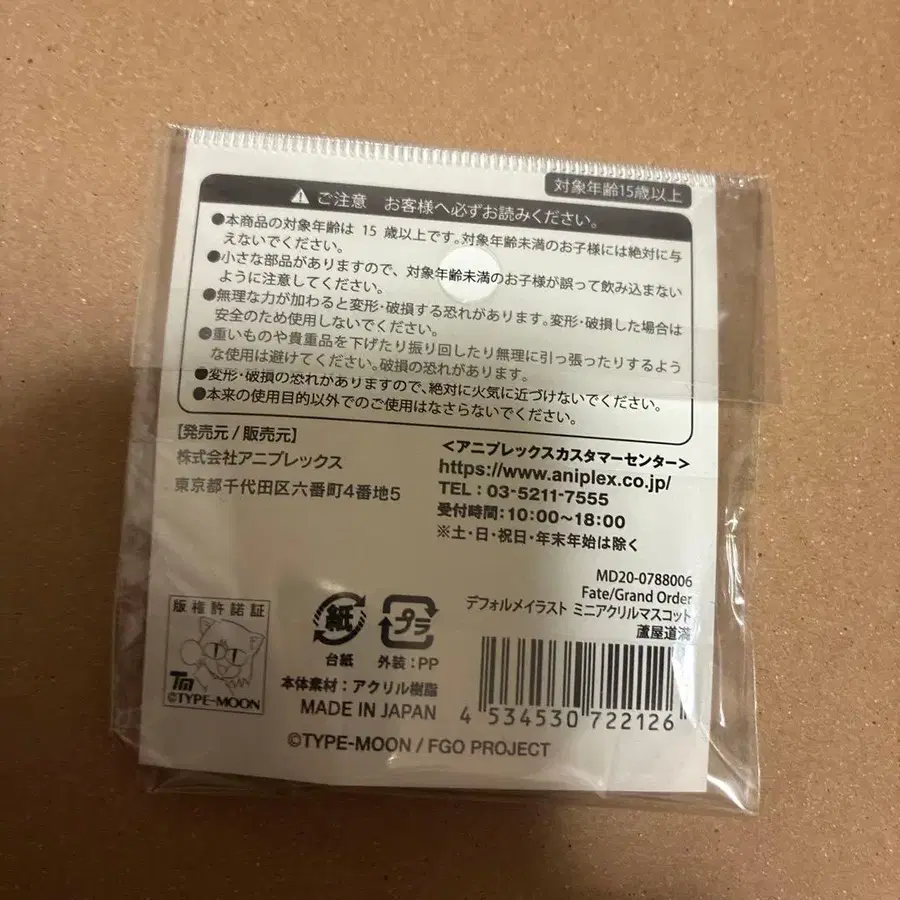 対象年齢15歳以上
ご注意 お客様へ必ずお読みください。
●本商品の対象年齢は 15 歳以上です。対象年齢未満のお子様には絶対に与
えないでください。
●小さな部品がありますので、対象年齢未満のお子様が誤って飲み込まない
ように注意してください。
●無理な力が加わると変形・破損する恐れがあります。変形・破損した場合は
安全のため使用しないでください。
●重いものや貴重品を下げたり振り回したり無理に引っ張ったりするよう
な使用は避けてください。破損の恐れがあります。
●変形・破損の恐れがありますので、絶対に火気に近づけないでください。
●本来の使用目的以外でのご使用はなさらないでください。
【発売元 / 販売元】
株式会社アニプレックス
東京都千代田区六番町4番地5
<アニプレックスカスタマーセンター>
https://www.aniplex.co.jp/
TEL : 03-5211-7555
受付時間:10:00〜18:00
※土・日・祝日・年末年始は除く
MD20-0788006
Fate/Grand Order
デフォルメイラスト ミニアクリルマスコット
蘆屋道満
版権許諾証
TM
©TYPE-MOON
紙
台紙
プラ
外装:PP
本体素材:アクリル樹脂
MADE IN JAPAN
4 534530 722126
©TYPE-MOON / FGO PROJECT